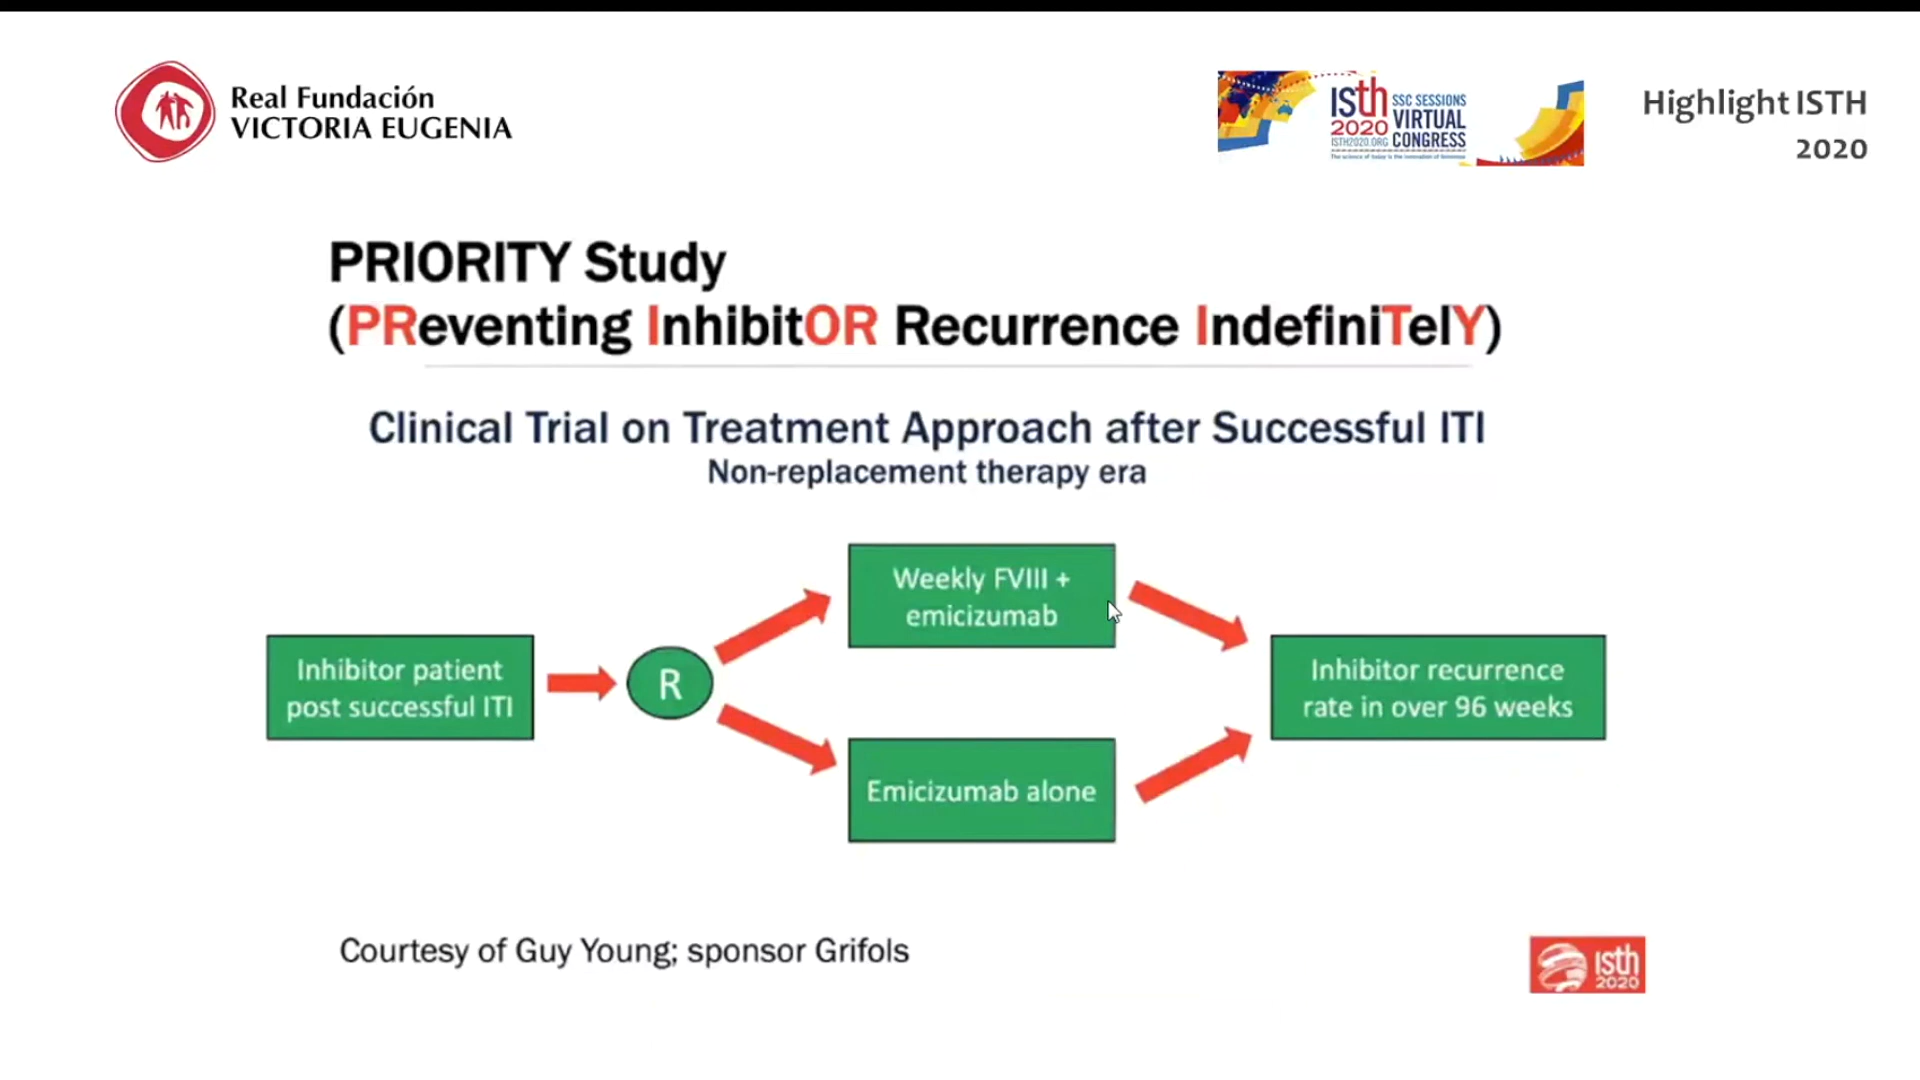 Real Fundación
VICTORIA EUGENIA
isth
2020
ISTH2020.ORG
SSC SESSIONS
VIRTUAL
CONGRESS
Highlight ISTH
2020
PRIORITY Study
(PReventing InhibitOR Recurrence IndefiniTelY)
Clinical Trial on Treatment Approach after Successful ITI
Non-replacement therapy era
Inhibitor patient
post successful ITI
R
Weekly FVIII +
emicizumab
Emicizumab alone
Inhibitor recurrence
rate in over 96 weeks
Courtesy of Guy Young; sponsor Grifols
isth
2020